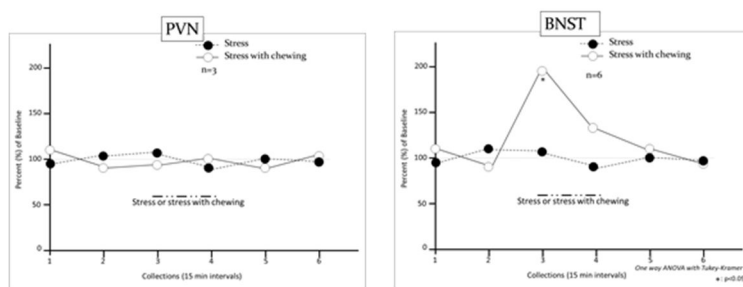 PVN
Stress
Stress with chewing
n=3
200
150
100
50
0
Percent (%) of Baseline
Stress or stress with chewing
1 2 3 4 5 6
Collections (15 min intervals)
BNST
Stress
Stress with chewing
n=6
200
150
100
50
0
Percent (%) of Baseline
*
Stress or stress with chewing
1 2 3 4 5 6
Collections (15 min intervals)
One way ANOVA with Tukey-Kramer
* : p<0.05